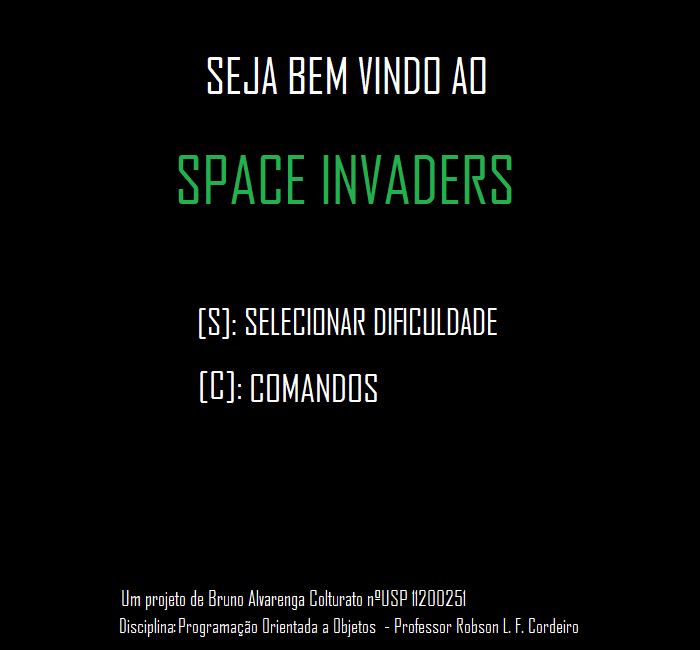 SEJA BEM VINDO AO
SPACE INVADERS
[S]: SELECIONAR DIFICULDADE
[C]: COMANDOS
Um projeto de Bruno Alvarenga Colturato nºUSP 11200251
Disciplina: Programação Orientada a Objetos - Professor Robson L. F. Cordeiro